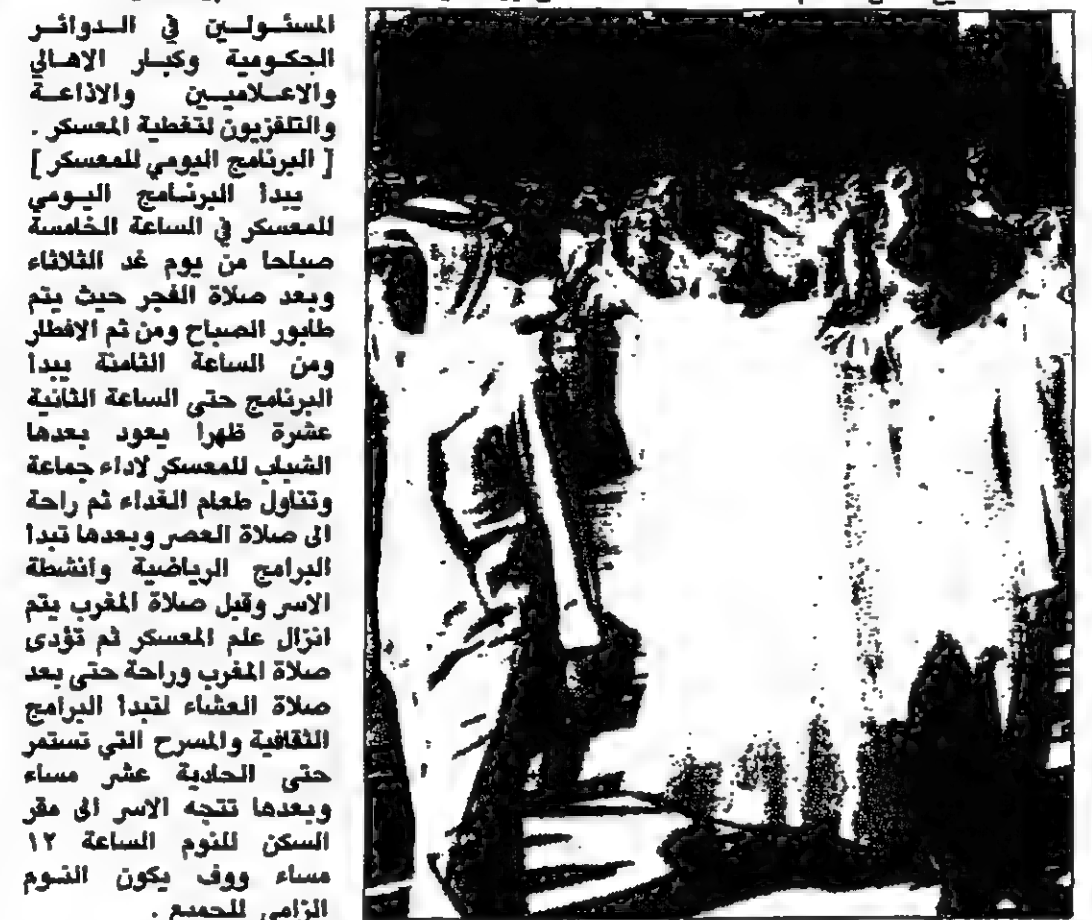 المسئولين في الدوائر
الحكومية وكبار الاهالي
والاعلاميين والاذاعة
والتلفزيون لتغطية المعسكر .
[ البرنامج اليومي للمعسكر ]
يبدأ البرنامج اليومي
للمعسكر في الساعة الخامسة
صباحا من يوم غد الثلاثاء
وبعد صلاة الفجر حيث يتم
طابور الصباح ومن ثم الافطار
ومن الساعة الثامنة يبدا
البرنامج حتى الساعة الثانية
عشرة ظهرا يعود بعدها
الشباب للمعسكر لاداء جماعة
وتناول طعام الغداء ثم راحة
الى صلاة العصر وبعدها تبدا
البرامج الرياضية وانشطة
الاسر وقبل صلاة المغرب يتم
انزال علم المعسكر ثم تؤدى
صلاة المغرب وراحة حتى بعد
صلاة العشاء لتبدأ البرامج
الثقافية والمسرح التي تستمر
حتى الحادية عشر مساء
وبعدها تتجه الاسر الى مقر
السكن للنوم الساعة ١٢
مساء ووف يكون النوم
الزامي للجميع .